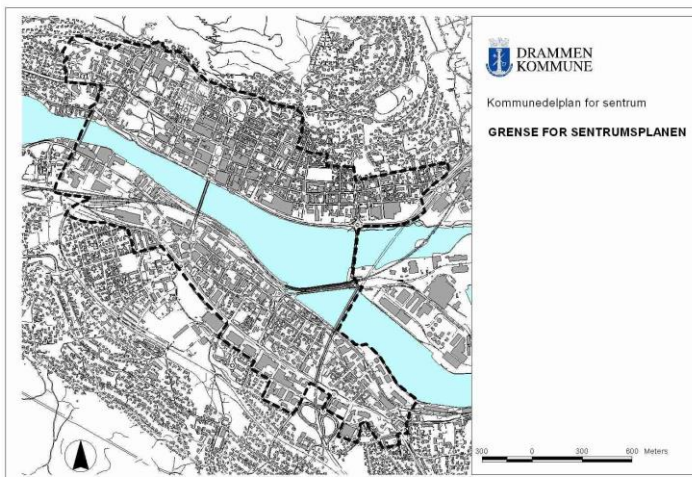 DRAMMEN
KOMMUNE
Kommunedelplan for sentrum
GRENSE FOR SENTRUMSPLANEN
300 0 300 600 Meters